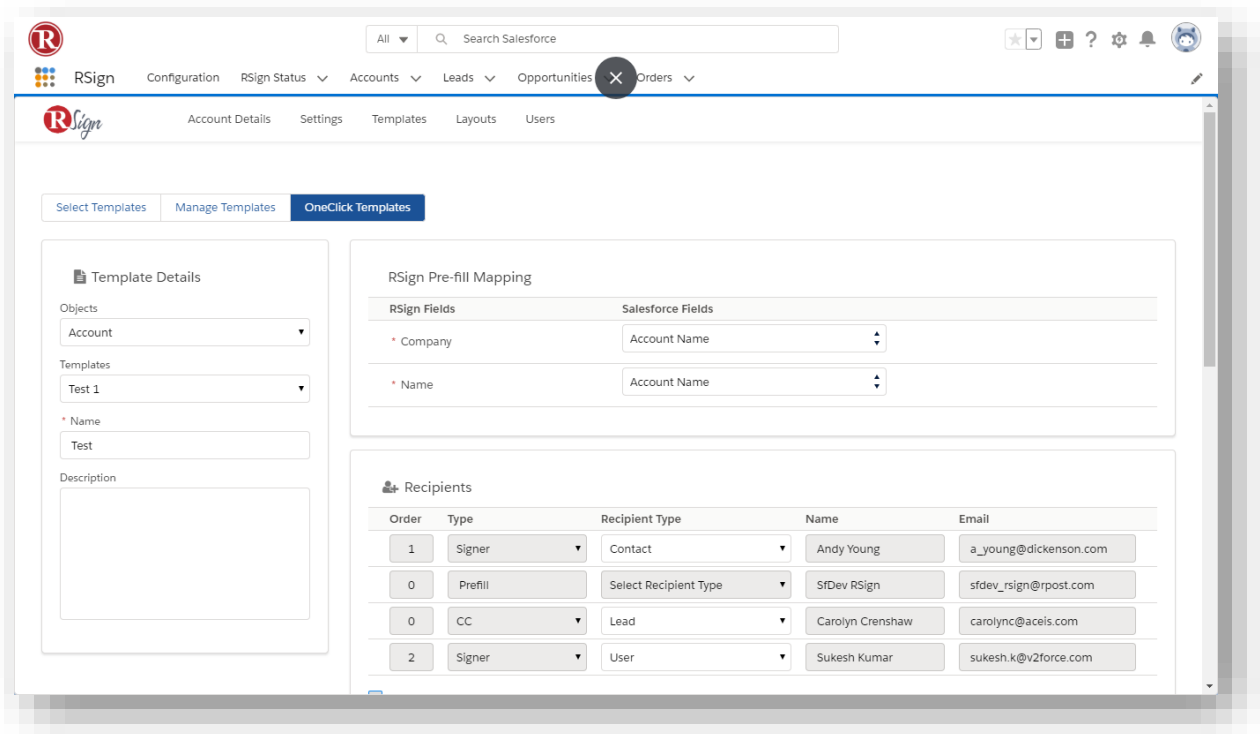 R
All Search Salesforce
RSign Configuration RSign Status Accounts Leads Opportunities Orders
RSign Account Details Settings Templates Layouts Users
Select Templates Manage Templates OneClick Templates
Template Details
Objects
Account
Templates
Test 1
* Name
Test
Description
RSign Pre-fill Mapping
RSign Fields Salesforce Fields
* Company Account Name
* Name Account Name
Recipients
Order Type Recipient Type Name Email
1 Signer Contact Andy Young a_young@dickenson.com
0 Prefill Select Recipient Type SfDev RSign sfdev_rsign@rpost.com
0 CC Lead Carolyn Crenshaw carolync@aceis.com
2 Signer User Sukesh Kumar sukesh.k@v2force.com